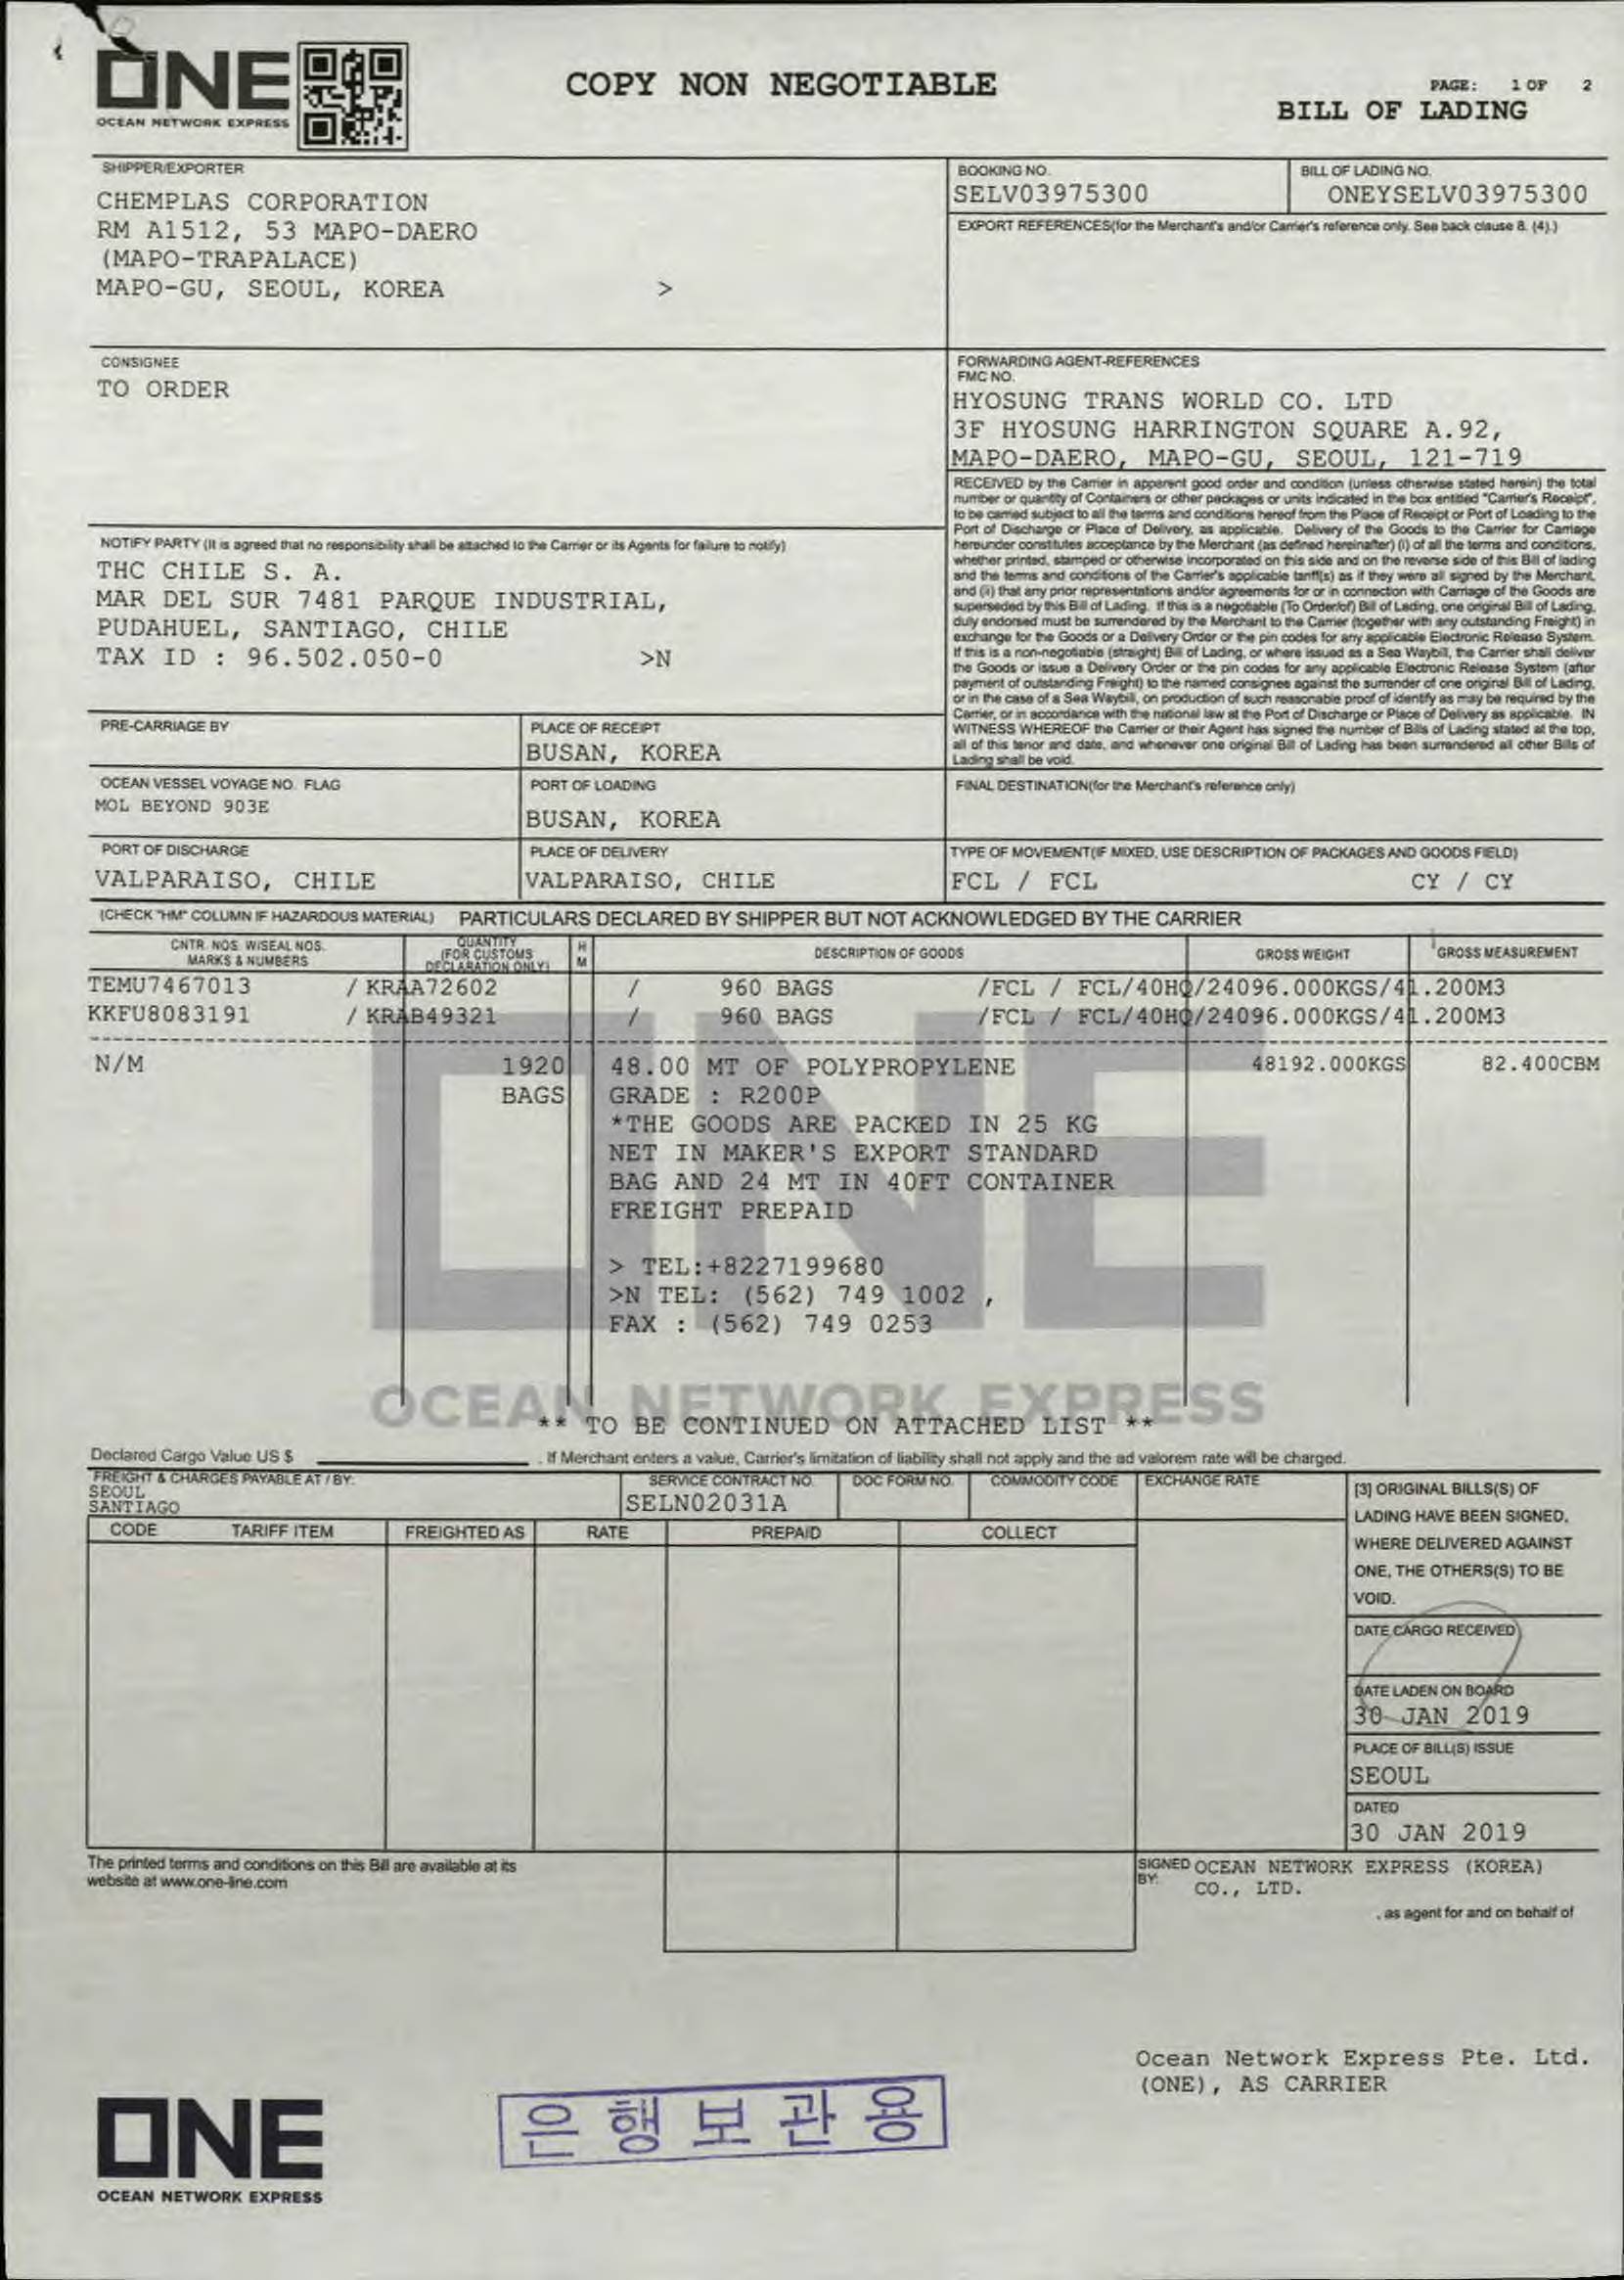 ONE
OCEAN NETWORK EXPRESS
COPY NON NEGOTIABLE
PAGE: 1 OF 2
BILL OF LADING
SHIPPER/EXPORTER
CHEMPLAS CORPORATION
RM A1512, 53 MAPO-DAERO
(MAPO-TRAPALACE)
MAPO-GU, SEOUL, KOREA >
BOOKING NO.
SELV03975300
BILL OF LADING NO.
ONEYSELV03975300
EXPORT REFERENCES(for the Merchant's and/or Carrier's reference only. See back clause 8. (4).)
CONSIGNEE
TO ORDER
FORWARDING AGENT-REFERENCES
FMC NO.
HYOSUNG TRANS WORLD CO. LTD
3F HYOSUNG HARRINGTON SQUARE A.92,
MAPO-DAERO, MAPO-GU, SEOUL, 121-719
RECEIVED by the Carrier in apparent good order and condition (unless otherwise stated herein) the total
number or quantity of Containers or other packages or units indicated in the box entitled "Carrier's Receipt",
to be carried subject to all the terms and conditions hereof from the Place of Receipt or Port of Loading to the
Port of Discharge or Place of Delivery, as applicable. Delivery of the Goods to the Carrier for Carriage
hereunder constitutes acceptance by the Merchant (as defined hereinafter) (i) of all the terms and conditions,
whether printed, stamped or otherwise incorporated on this side and on the reverse side of this Bill of lading
and the terms and conditions of the Carrier's applicable tariff(s) as if they were all signed by the Merchant,
and (ii) that any prior representations and/or agreements for or in connection with Carriage of the Goods are
superseded by this Bill of Lading. If this is a negotiable (To Order/of) Bill of Lading, one original Bill of Lading,
duly endorsed must be surrendered by the Merchant to the Carrier (together with any outstanding Freight) in
exchange for the Goods or a Delivery Order or the pin codes for any applicable Electronic Release System.
If this is a non-negotiable (straight) Bill of Lading, or where issued as a Sea Waybill, the Carrier shall deliver
the Goods or issue a Delivery Order or the pin codes for any applicable Electronic Release System (after
payment of outstanding Freight) to the named consignee against the surrender of one original Bill of Lading,
or in the case of a Sea Waybill, on production of such reasonable proof of identify as may be required by the
Carrier, or in accordance with the national law at the Port of Discharge or Place of Delivery as applicable. IN
WITNESS WHEREOF the Carrier or their Agent has signed the number of Bills of Lading stated at the top,
all of this tenor and date, and whenever one original Bill of Lading has been surrendered all other Bills of
Lading shall be void.
NOTIFY PARTY (It is agreed that no responsibility shall be attached to the Carrier or its Agents for failure to notify)
THC CHILE S. A.
MAR DEL SUR 7481 PARQUE INDUSTRIAL,
PUDAHUEL, SANTIAGO, CHILE
TAX ID : 96.502.050-0 >N
PRE-CARRIAGE BY
PLACE OF RECEIPT
BUSAN, KOREA
OCEAN VESSEL VOYAGE NO. FLAG
MOL BEYOND 903E
PORT OF LOADING
BUSAN, KOREA
FINAL DESTINATION(for the Merchant's reference only)
PORT OF DISCHARGE
VALPARAISO, CHILE
PLACE OF DELIVERY
VALPARAISO, CHILE
TYPE OF MOVEMENT(IF MIXED, USE DESCRIPTION OF PACKAGES AND GOODS FIELD)
FCL / FCL CY / CY
(CHECK "HM" COLUMN IF HAZARDOUS MATERIAL) PARTICULARS DECLARED BY SHIPPER BUT NOT ACKNOWLEDGED BY THE CARRIER
CNTR. NOS. W/SEAL NOS.
MARKS & NUMBERS
QUANTITY
(FOR CUSTOMS
DECLARATION ONLY)
H
M
DESCRIPTION OF GOODS
GROSS WEIGHT
GROSS MEASUREMENT
TEMU7467013 / KRAA72602 / 960 BAGS /FCL / FCL/40HQ/24096.000KGS/41.200M3
KKFU8083191 / KRAB49321 / 960 BAGS /FCL / FCL/40HQ/24096.000KGS/41.200M3
N/M 1920 48.00 MT OF POLYPROPYLENE 48192.000KGS 82.400CBM
BAGS GRADE : R200P
*THE GOODS ARE PACKED IN 25 KG
NET IN MAKER'S EXPORT STANDARD
BAG AND 24 MT IN 40FT CONTAINER
FREIGHT PREPAID
> TEL:+8227199680
>N TEL: (562) 749 1002 ,
FAX : (562) 749 0253
ONE
OCEAN NETWORK EXPRESS
** TO BE CONTINUED ON ATTACHED LIST **
Declared Cargo Value US $ . If Merchant enters a value, Carrier's limitation of liability shall not apply and the ad valorem rate will be charged.
FREIGHT & CHARGES PAYABLE AT / BY:
SEOUL
SANTIAGO
SERVICE CONTRACT NO.
SELN02031A
DOC FORM NO.
COMMODITY CODE
EXCHANGE RATE
CODE TARIFF ITEM FREIGHTED AS RATE PREPAID COLLECT
[3] ORIGINAL BILLS(S) OF
LADING HAVE BEEN SIGNED,
WHERE DELIVERED AGAINST
ONE, THE OTHERS(S) TO BE
VOID.
DATE CARGO RECEIVED
DATE LADEN ON BOARD
30 JAN 2019
PLACE OF BILL(S) ISSUE
SEOUL
DATED
30 JAN 2019
The printed terms and conditions on this Bill are available at its
website at www.one-line.com
SIGNED BY: OCEAN NETWORK EXPRESS (KOREA)
CO., LTD.
, as agent for and on behalf of
Ocean Network Express Pte. Ltd.
(ONE), AS CARRIER
은행보관용
ONE
OCEAN NETWORK EXPRESS